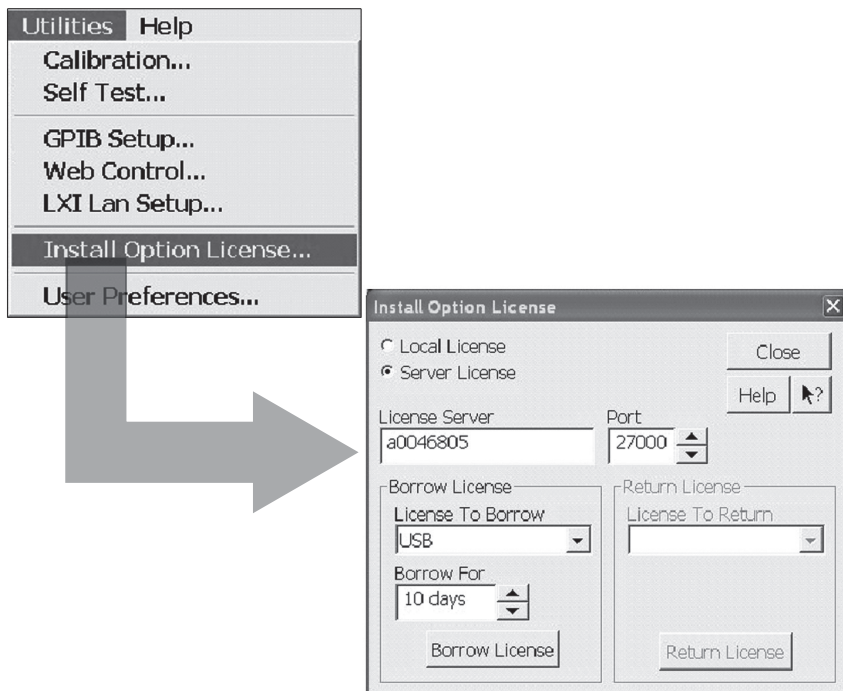 Utilities Help
Calibration...
Self Test...
GPIB Setup...
Web Control...
LXI Lan Setup...
Install Option License...
User Preferences...
Install Option License
Local License
Server License
Close
Help ?
License Server
Port
a0046805
27000
Borrow License
License To Borrow
USB
Borrow For
10 days
Borrow License
Return License
License To Return
Return License